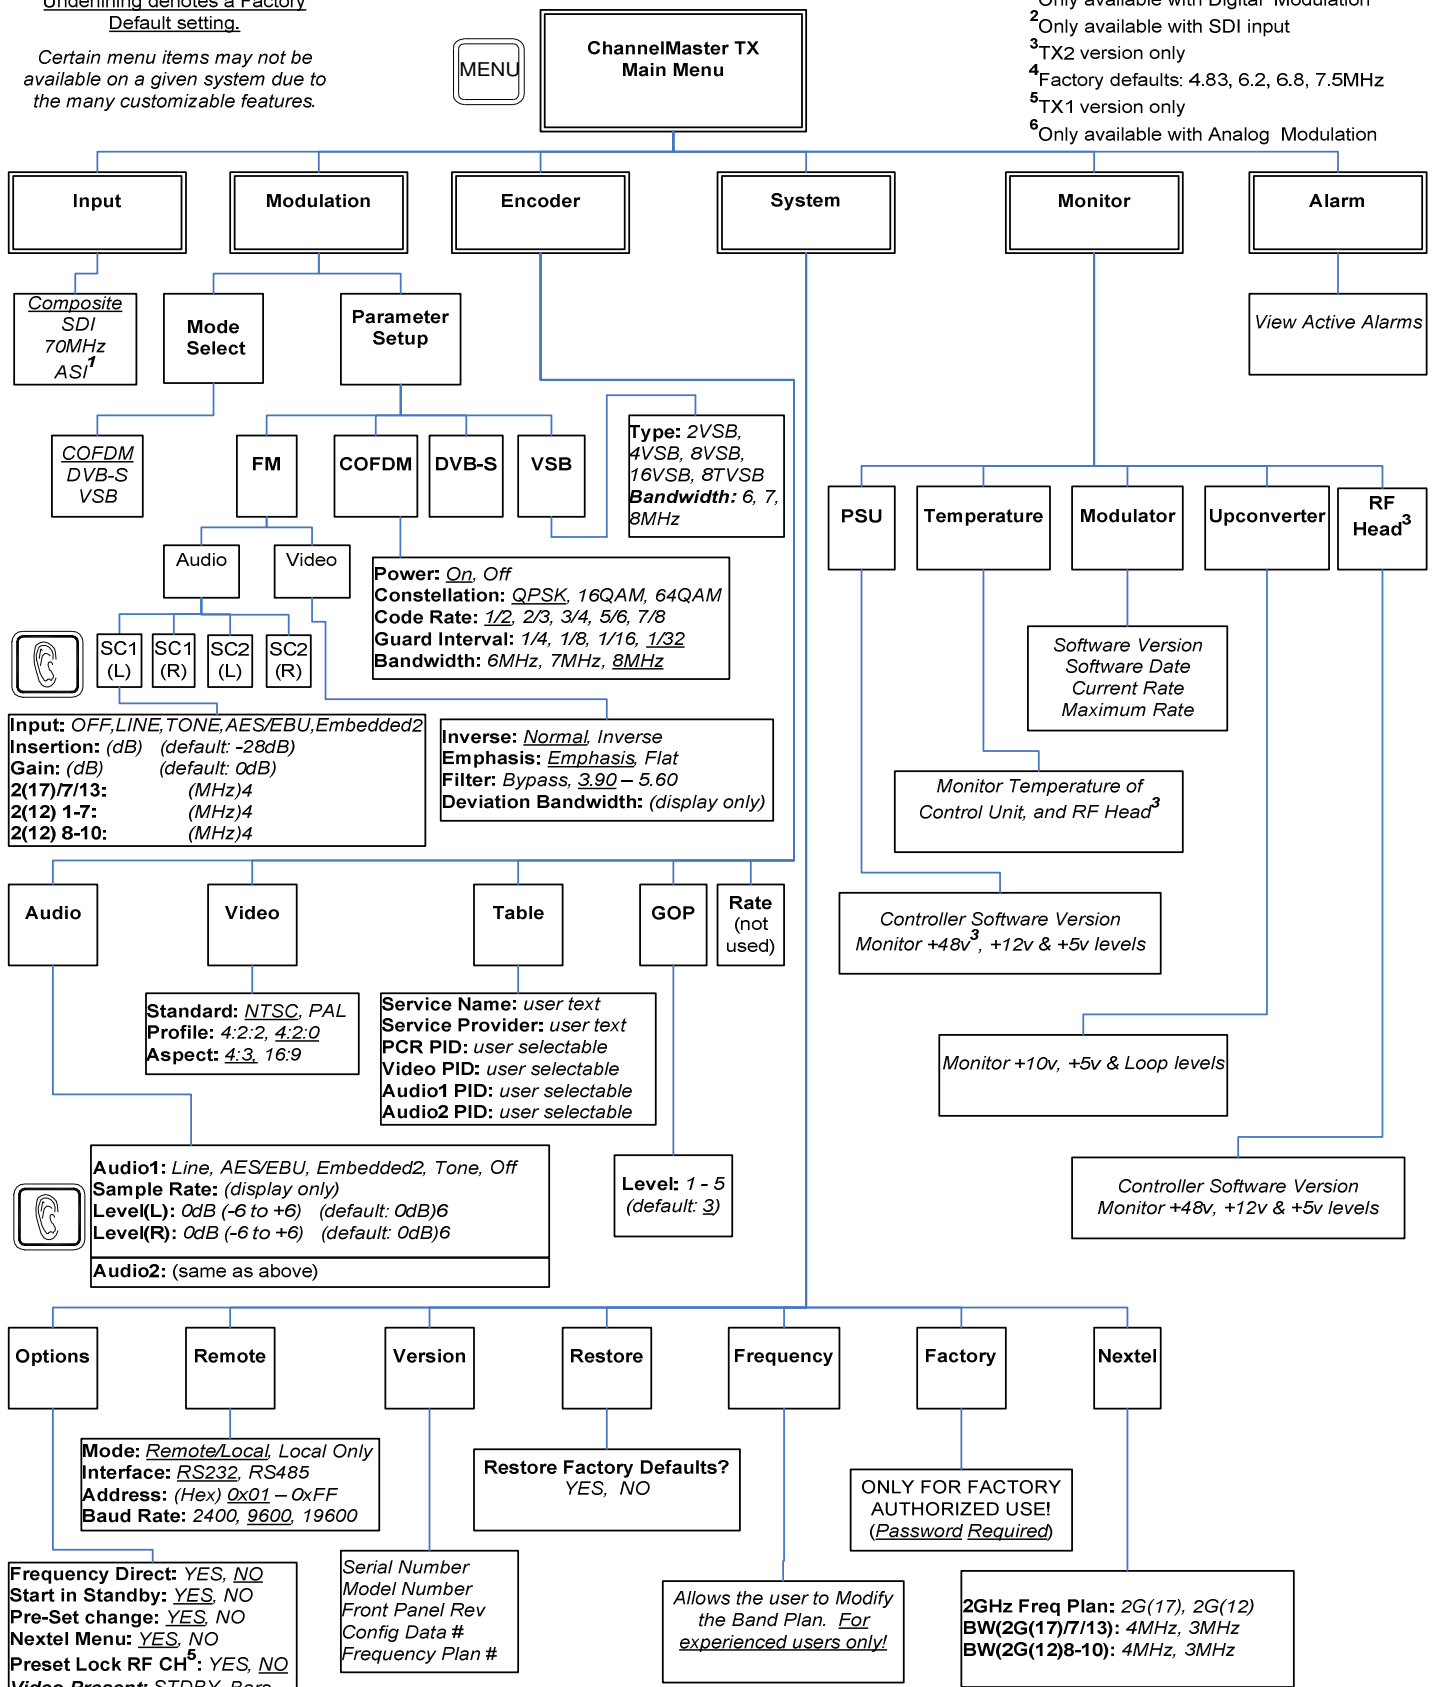 Underlining denotes a Factory
Default setting.
Certain menu items may not be
available on a given system due to
the many customizable features.
MENU
ChannelMaster TX
Main Menu
Only available with Digital Modulation
2Only available with SDI input
3TX2 version only
4Factory defaults: 4.83, 6.2, 6.8, 7.5MHz
5TX1 version only
6Only available with Analog Modulation
Input
Modulation
Encoder
System
Monitor
Alarm
Composite
SDI
70MHz
ASI1
Mode
Select
Parameter
Setup
View Active Alarms
COFDM
DVB-S
VSB
FM
COFDM
DVB-S
VSB
Type: 2VSB,
4VSB, 8VSB,
16VSB, 8TVSB
Bandwidth: 6, 7,
8MHz
PSU
Temperature
Modulator
Upconverter
RF
Head3
Audio
Video
Power: On, Off
Constellation: QPSK, 16QAM, 64QAM
Code Rate: 1/2, 2/3, 3/4, 5/6, 7/8
Guard Interval: 1/4, 1/8, 1/16, 1/32
Bandwidth: 6MHz, 7MHz, 8MHz
SC1
(L)
SC1
(R)
SC2
(L)
SC2
(R)
Software Version
Software Date
Current Rate
Maximum Rate
Input: OFF,LINE,TONE,AES/EBU,Embedded2
Insertion: (dB) (default: -28dB)
Gain: (dB) (default: 0dB)
2(17)/7/13: (MHz)4
2(12) 1-7: (MHz)4
2(12) 8-10: (MHz)4
Inverse: Normal, Inverse
Emphasis: Emphasis, Flat
Filter: Bypass, 3.90 – 5.60
Deviation Bandwidth: (display only)
Monitor Temperature of
Control Unit, and RF Head3
Audio
Video
Table
GOP
Rate
(not
used)
Controller Software Version
Monitor +48v3, +12v & +5v levels
Standard: NTSC, PAL
Profile: 4:2:2, 4:2:0
Aspect: 4:3, 16:9
Service Name: user text
Service Provider: user text
PCR PID: user selectable
Video PID: user selectable
Audio1 PID: user selectable
Audio2 PID: user selectable
Monitor +10v, +5v & Loop levels
Audio1: Line, AES/EBU, Embedded2, Tone, Off
Sample Rate: (display only)
Level(L): 0dB (-6 to +6) (default: 0dB)6
Level(R): 0dB (-6 to +6) (default: 0dB)6
Audio2: (same as above)
Level: 1 - 5
(default: 3)
Controller Software Version
Monitor +48v, +12v & +5v levels
Options
Remote
Version
Restore
Frequency
Factory
Nextel
Mode: Remote/Local, Local Only
Interface: RS232, RS485
Address: (Hex) 0x01 – 0xFF
Baud Rate: 2400, 9600, 19600
Restore Factory Defaults?
YES, NO
ONLY FOR FACTORY
AUTHORIZED USE!
(Password Required)
Frequency Direct: YES, NO
Start in Standby: YES, NO
Pre-Set change: YES, NO
Nextel Menu: YES, NO
Preset Lock RF CH5: YES, NO
Video Present: STDBY, Bars
Serial Number
Model Number
Front Panel Rev
Config Data #
Frequency Plan #
Allows the user to Modify
the Band Plan. For
experienced users only!
2GHz Freq Plan: 2G(17), 2G(12)
BW(2G(17)/7/13): 4MHz, 3MHz
BW(2G(12)8-10): 4MHz, 3MHz